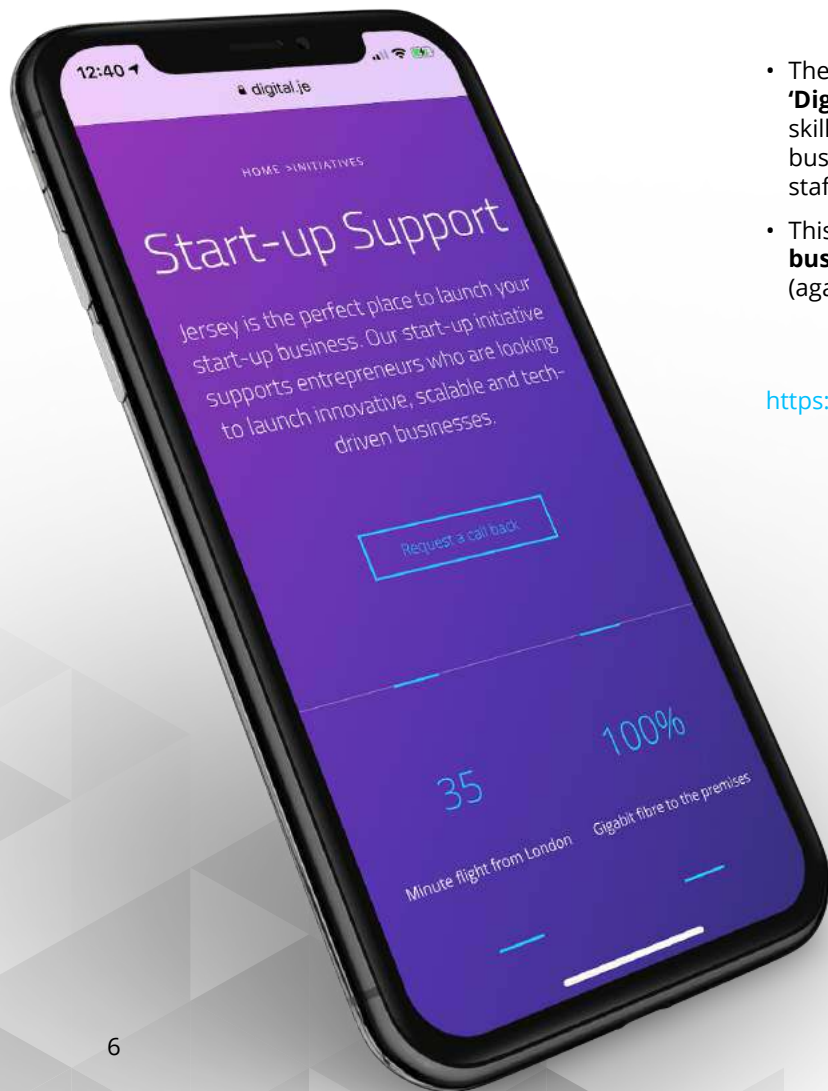 12:40
digital.je
HOME >INITIATIVES
Start-up Support
Jersey is the perfect place to launch your
start-up business. Our start-up initiative
supports entrepreneurs who are looking
to launch innovative, scalable and tech-
driven businesses.
Request a call back
35
Minute flight from London
100%
Gigabit fibre to the premises
• The
‘Dig
skill
bus
staf
• This
bus
(aga
https:
6